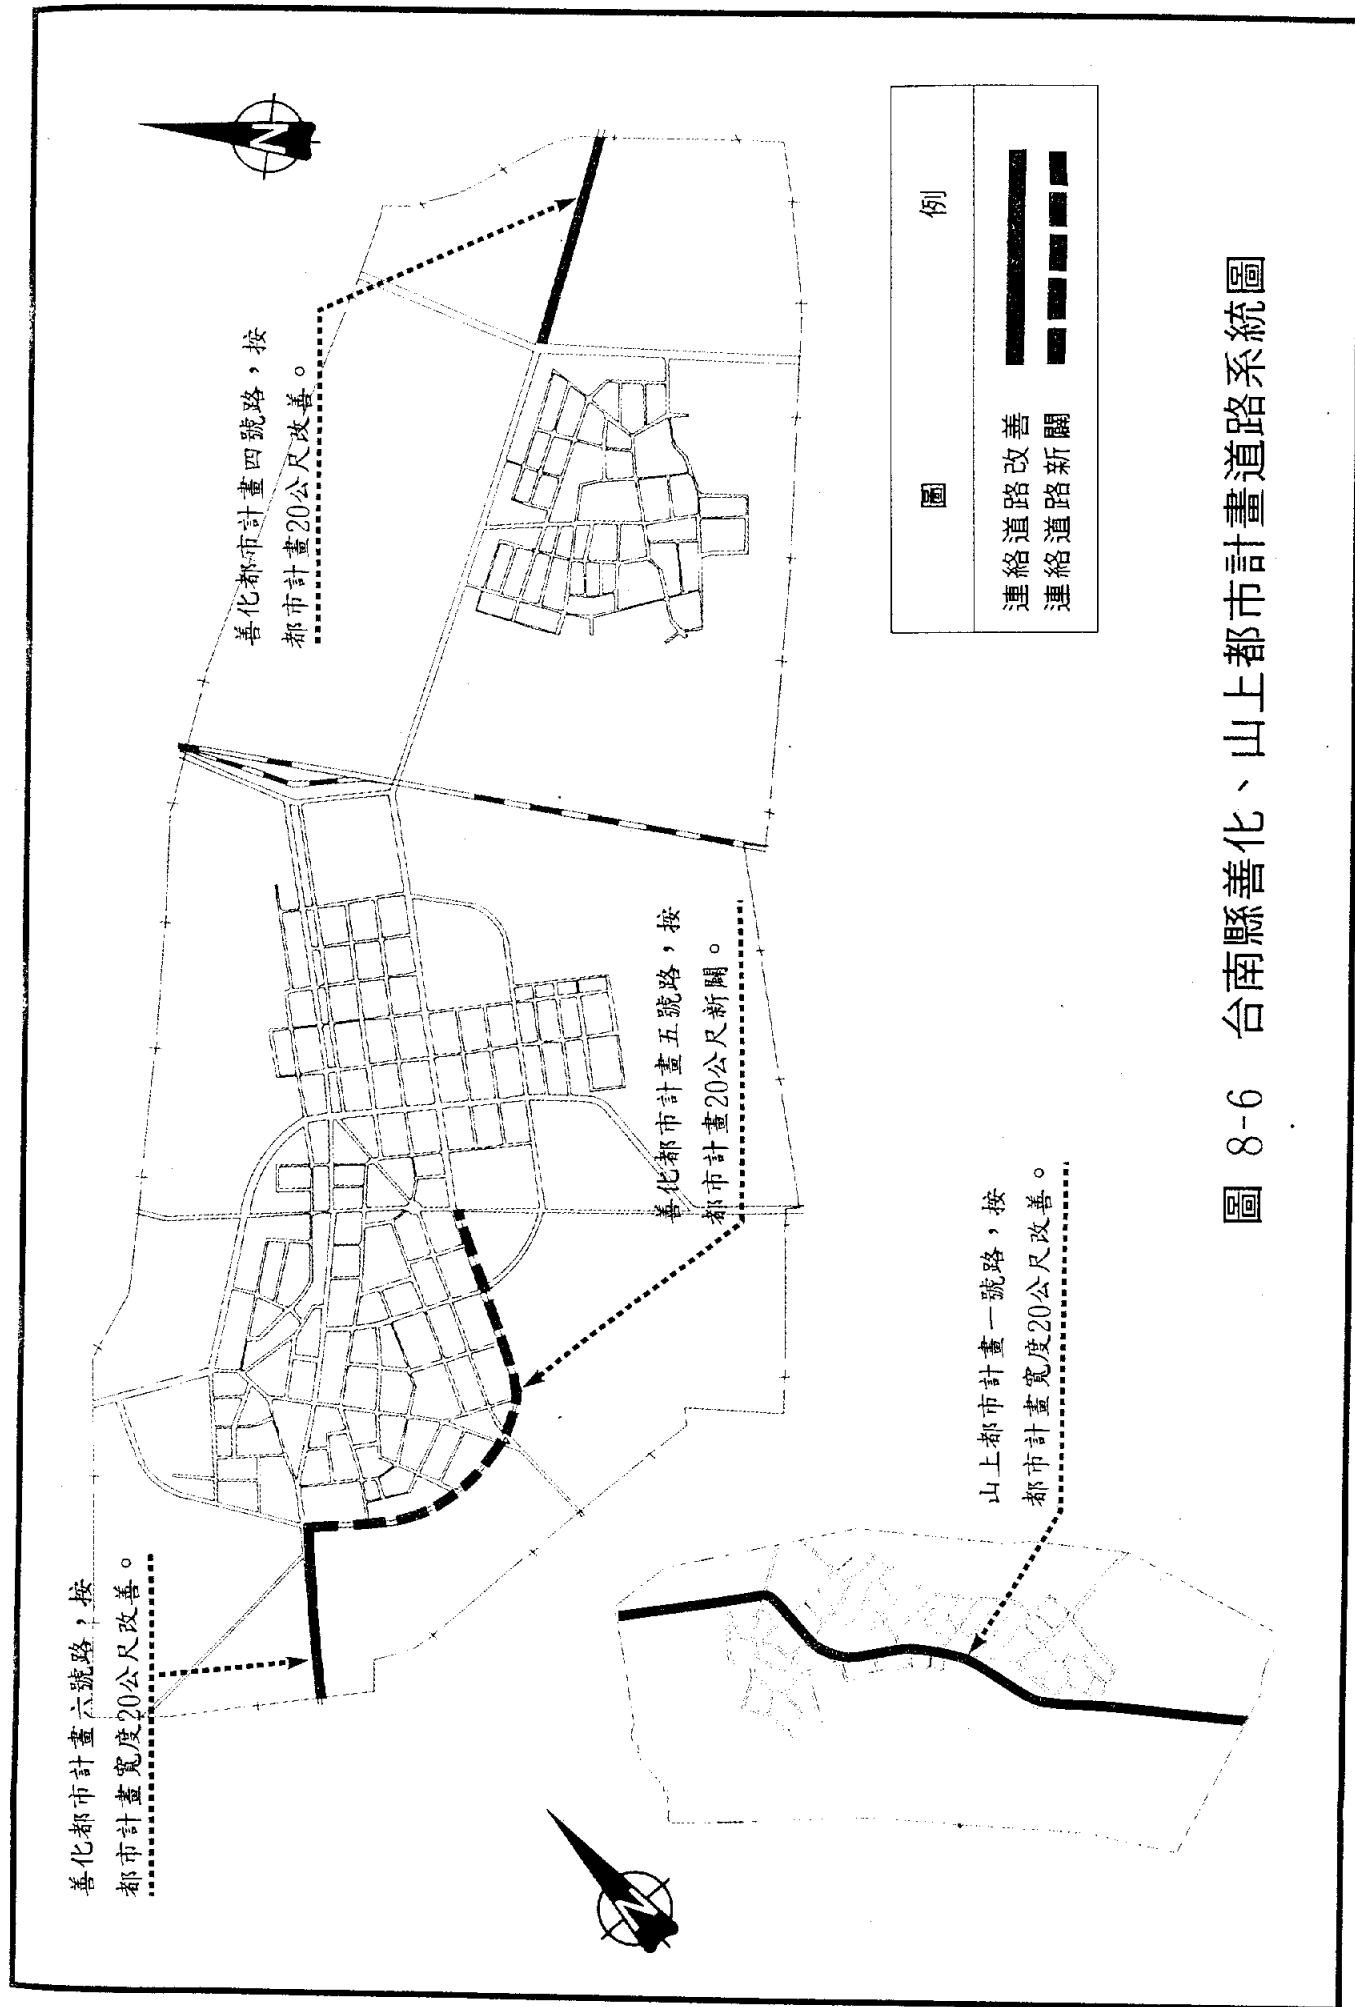 善化都市計畫六號路，按
都市計畫寬度20公尺改善。
善化都市計畫四號路，按
都市計畫20公尺改善。
善化都市計畫五號路，按
都市計畫20公尺新闢。
山上都市計畫一號路，按
都市計畫寬度20公尺改善。
N
N
圖 例
連絡道路改善
連絡道路新闢
圖 8-6 台南縣善化、山上都市計畫道路系統圖